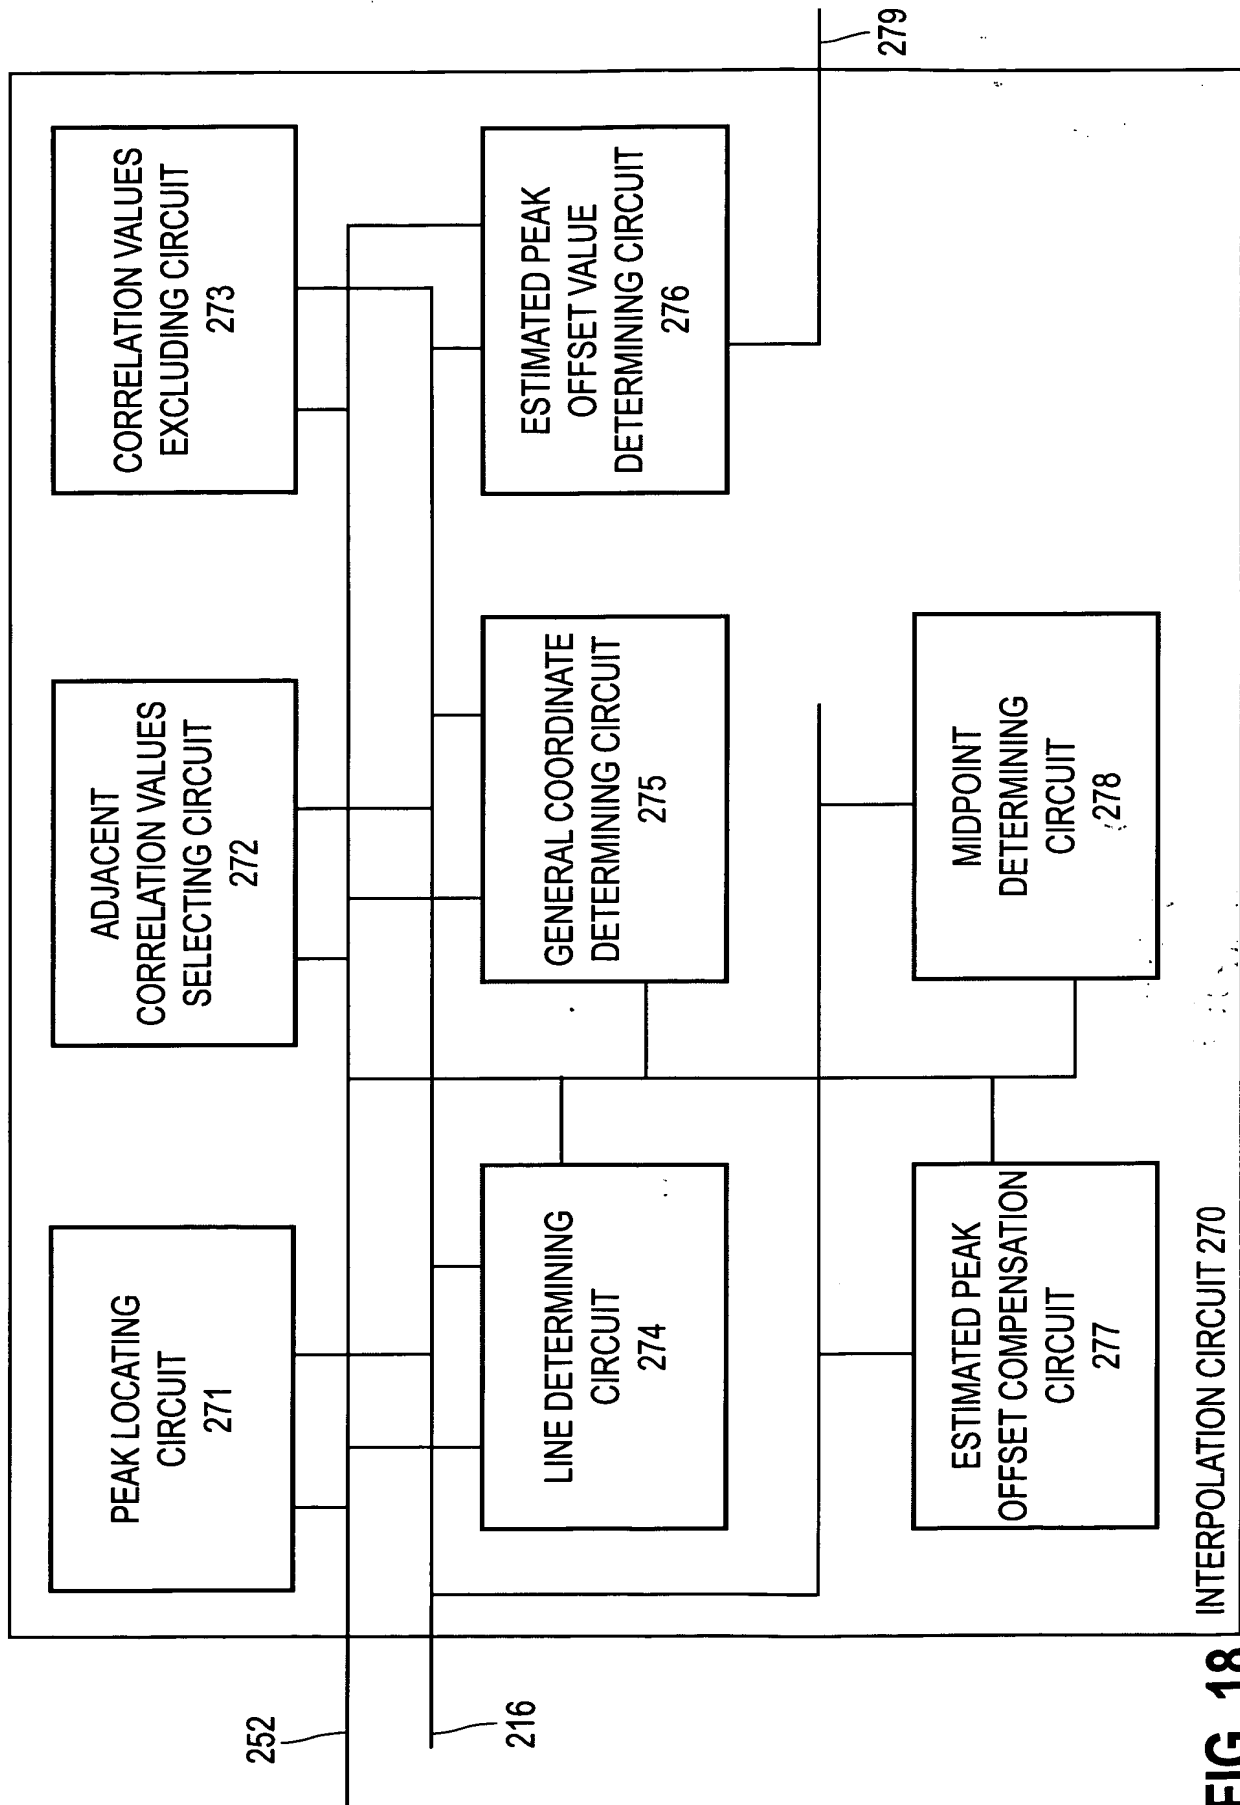 252
216
279
PEAK LOCATING
CIRCUIT
271
ADJACENT
CORRELATION VALUES
SELECTING CIRCUIT
272
CORRELATION VALUES
EXCLUDING CIRCUIT
273
LINE DETERMINING
CIRCUIT
274
GENERAL COORDINATE
DETERMINING CIRCUIT
275
ESTIMATED PEAK
OFFSET VALUE
DETERMINING CIRCUIT
276
ESTIMATED PEAK
OFFSET COMPENSATION
CIRCUIT
277
MIDPOINT
DETERMINING
CIRCUIT
278
INTERPOLATION CIRCUIT 270
FIG. 18